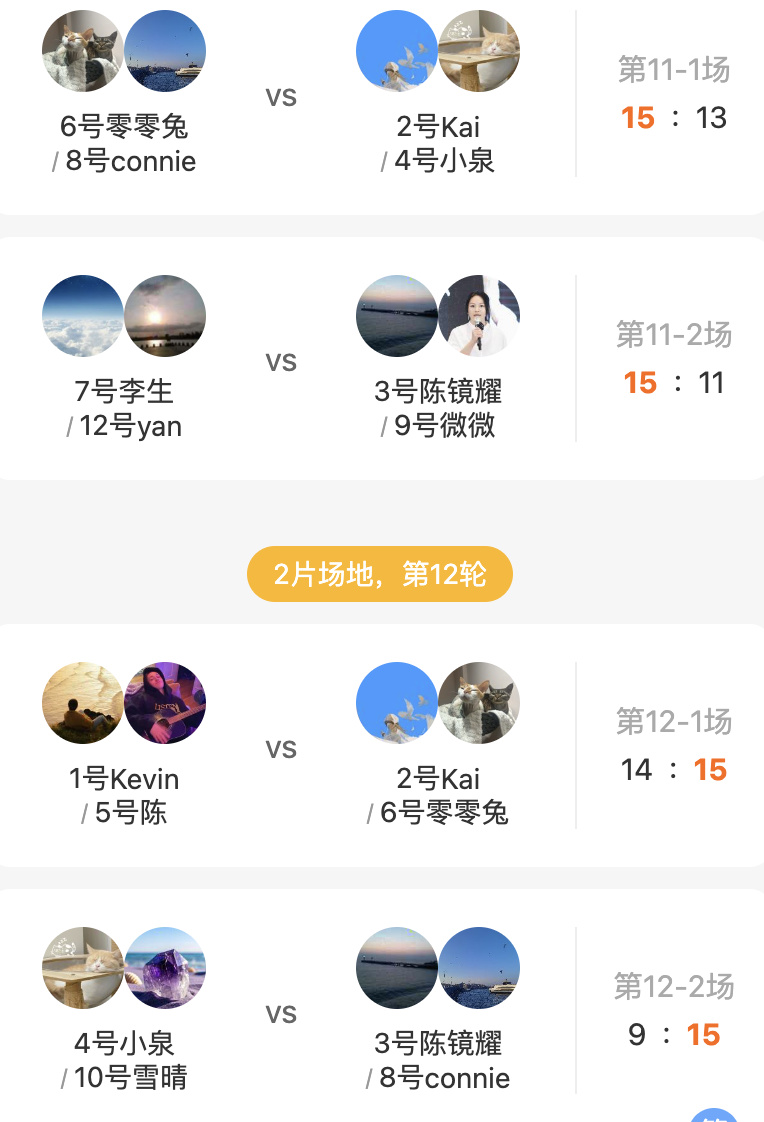 6号零零兔
/ 8号connie
vs
2号Kai
/ 4号小泉
第11-1场
15 : 13
7号李生
/ 12号yan
vs
3号陈镜耀
/ 9号微微
第11-2场
15 : 11
2片场地，第12轮
1号Kevin
/ 5号陈
vs
2号Kai
/ 6号零零兔
第12-1场
14 : 15
4号小泉
/ 10号雪晴
vs
3号陈镜耀
/ 8号connie
第12-2场
9 : 15